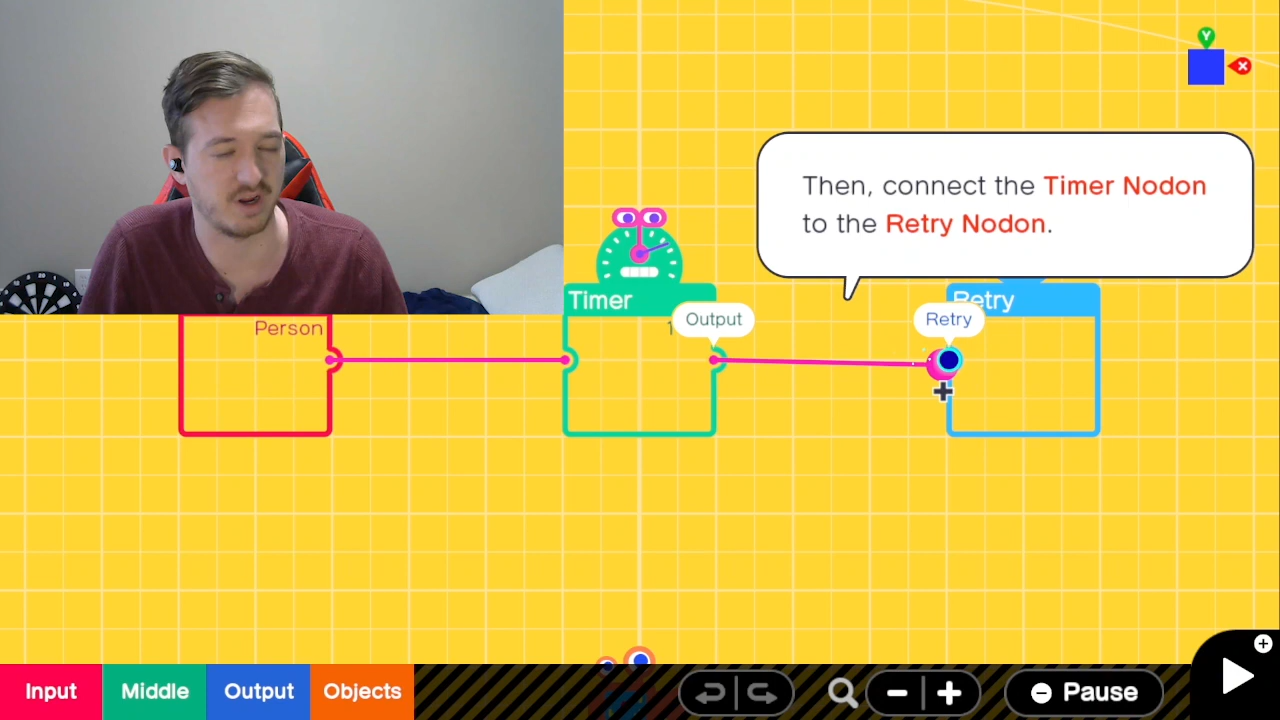 Y
X
Then, connect the Timer Nodon
to the Retry Nodon.
Timer
Retry
Person
1
Output
Retry
Input
Middle
Output
Objects
Pause